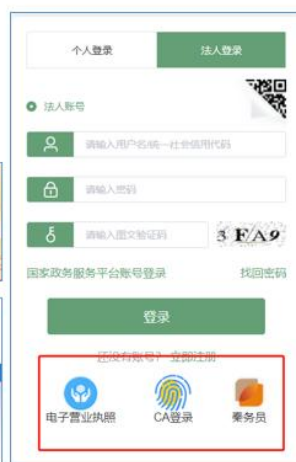 个人登录
法人登录
法人账号
请输入用户名/统一社会信用代码
请输入密码
请输入图文验证码
3 FA9
国家政务服务平台账号登录
找回密码
登录
还没有账号? 立即注册
电子营业执照
CA登录
秦务员